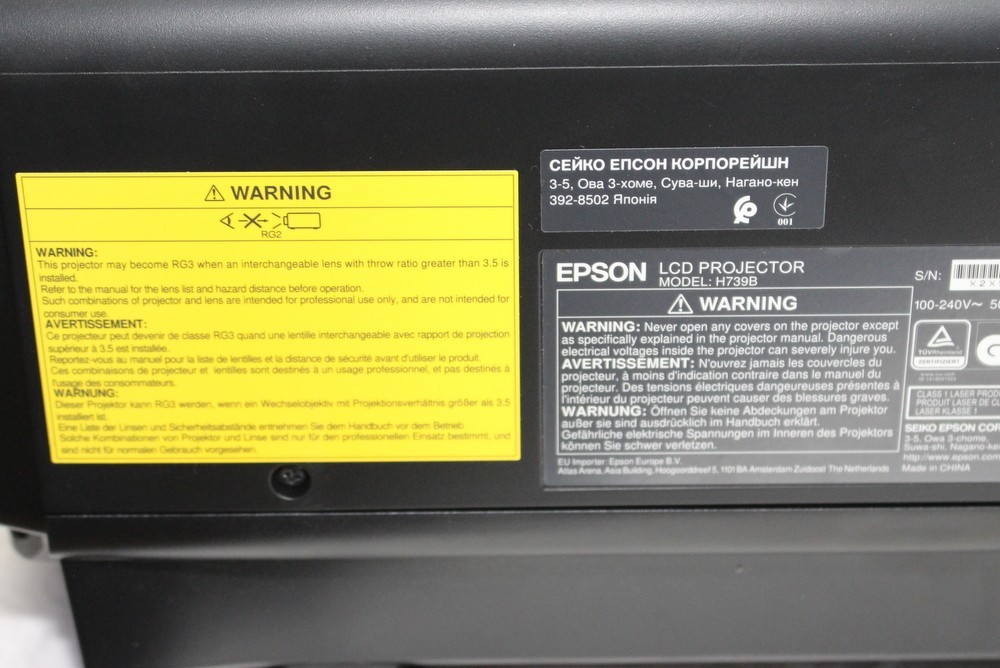 WARNING
RG2
WARNING:
This projector may become RG3 when an interchangeable lens with throw ratio greater than 3.5 is
installed.
Refer to the manual for the lens list and hazard distance before operation.
Such combinations of projector and lens are intended for professional use only, and are not intended for
consumer use.
AVERTISSEMENT:
Ce projecteur peut devenir de classe RG3 quand une lentille interchangeable avec rapport de projection
supérieur à 3.5 est installée.
Reportez-vous au manuel pour la liste de lentilles et la distance de sécurité avant d'utiliser le produit.
Ces combinaisons de projecteur et lentilles sont destinés à un usage professionnel, et pas destinés à
l'usage des consommateurs.
WARNUNG:
Dieser Projektor kann RG3 werden, wenn ein Wechselobjektiv mit Projektionsverhältnis größer als 3.5
installiert ist.
Eine Liste der Linsen und Sicherheitsabstände entnehmen Sie dem Handbuch vor dem Betrieb.
Solche Kombinationen von Projektor und Linse sind nur für den professionellen Einsatz bestimmt, und
sind nicht für normalen Gebrauch vorgesehen.
СЕЙКО ЕПСОН КОРПОРЕЙШН
3-5, Ова 3-хоме, Сува-ши, Нагано-кен
392-8502 Японія
001
EPSON LCD PROJECTOR
MODEL: H739B
WARNING
WARNING: Never open any covers on the projector except
as specifically explained in the projector manual. Dangerous
electrical voltages inside the projector can severely injure you.
AVERTISSEMENT: N'ouvrez jamais les couvercles du
projecteur, à moins d'indication contraire dans le manuel du
projecteur. Des tensions électriques dangeureuses présentes à
l'intérieur du projecteur peuvent causer des blessures graves.
WARNUNG: Öffnen Sie keine Abdeckungen am Projektor
außer sie sind ausdrücklich im Handbuch erklärt.
Gefährliche elektrische Spannungen im Inneren des Projektors
können Sie schwer verletzen.
EU Importer: Epson Europe B.V.
Atlas Arena, Asia Building, Hoogoorddreef 5, 1101 BA Amsterdam Zuidoost The Netherlands
S/N:
100-240V~ 50
TÜVRheinland
CLASS 1 LASER PROD
PRODUIT LASER DE CL
LASER KLASSE 1
SEIKO EPSON COR
3-5, Owa 3-chome,
Suwa-shi, Nagano-k
http://www.epson.com
Made in CHINA